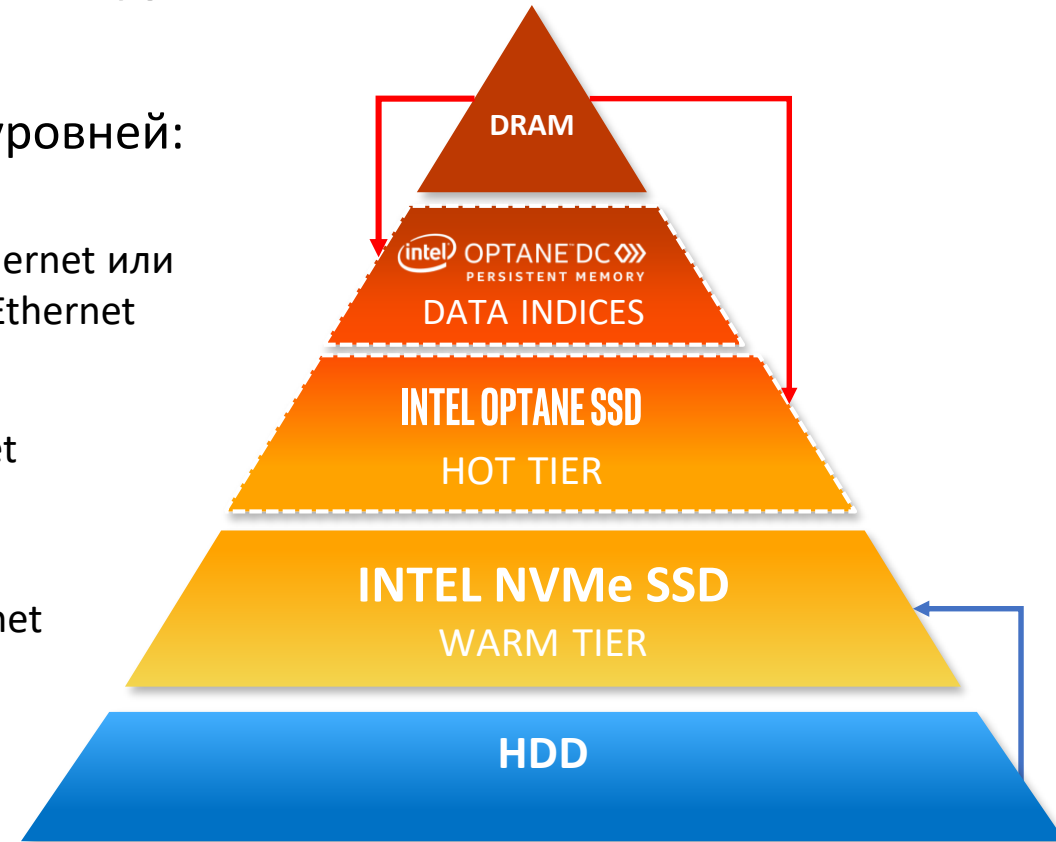 уровней:
ernet или
Ethernet
et
net
DRAM
intel OPTANE DC
PERSISTENT MEMORY
DATA INDICES
INTEL OPTANE SSD
HOT TIER
INTEL NVMe SSD
WARM TIER
HDD